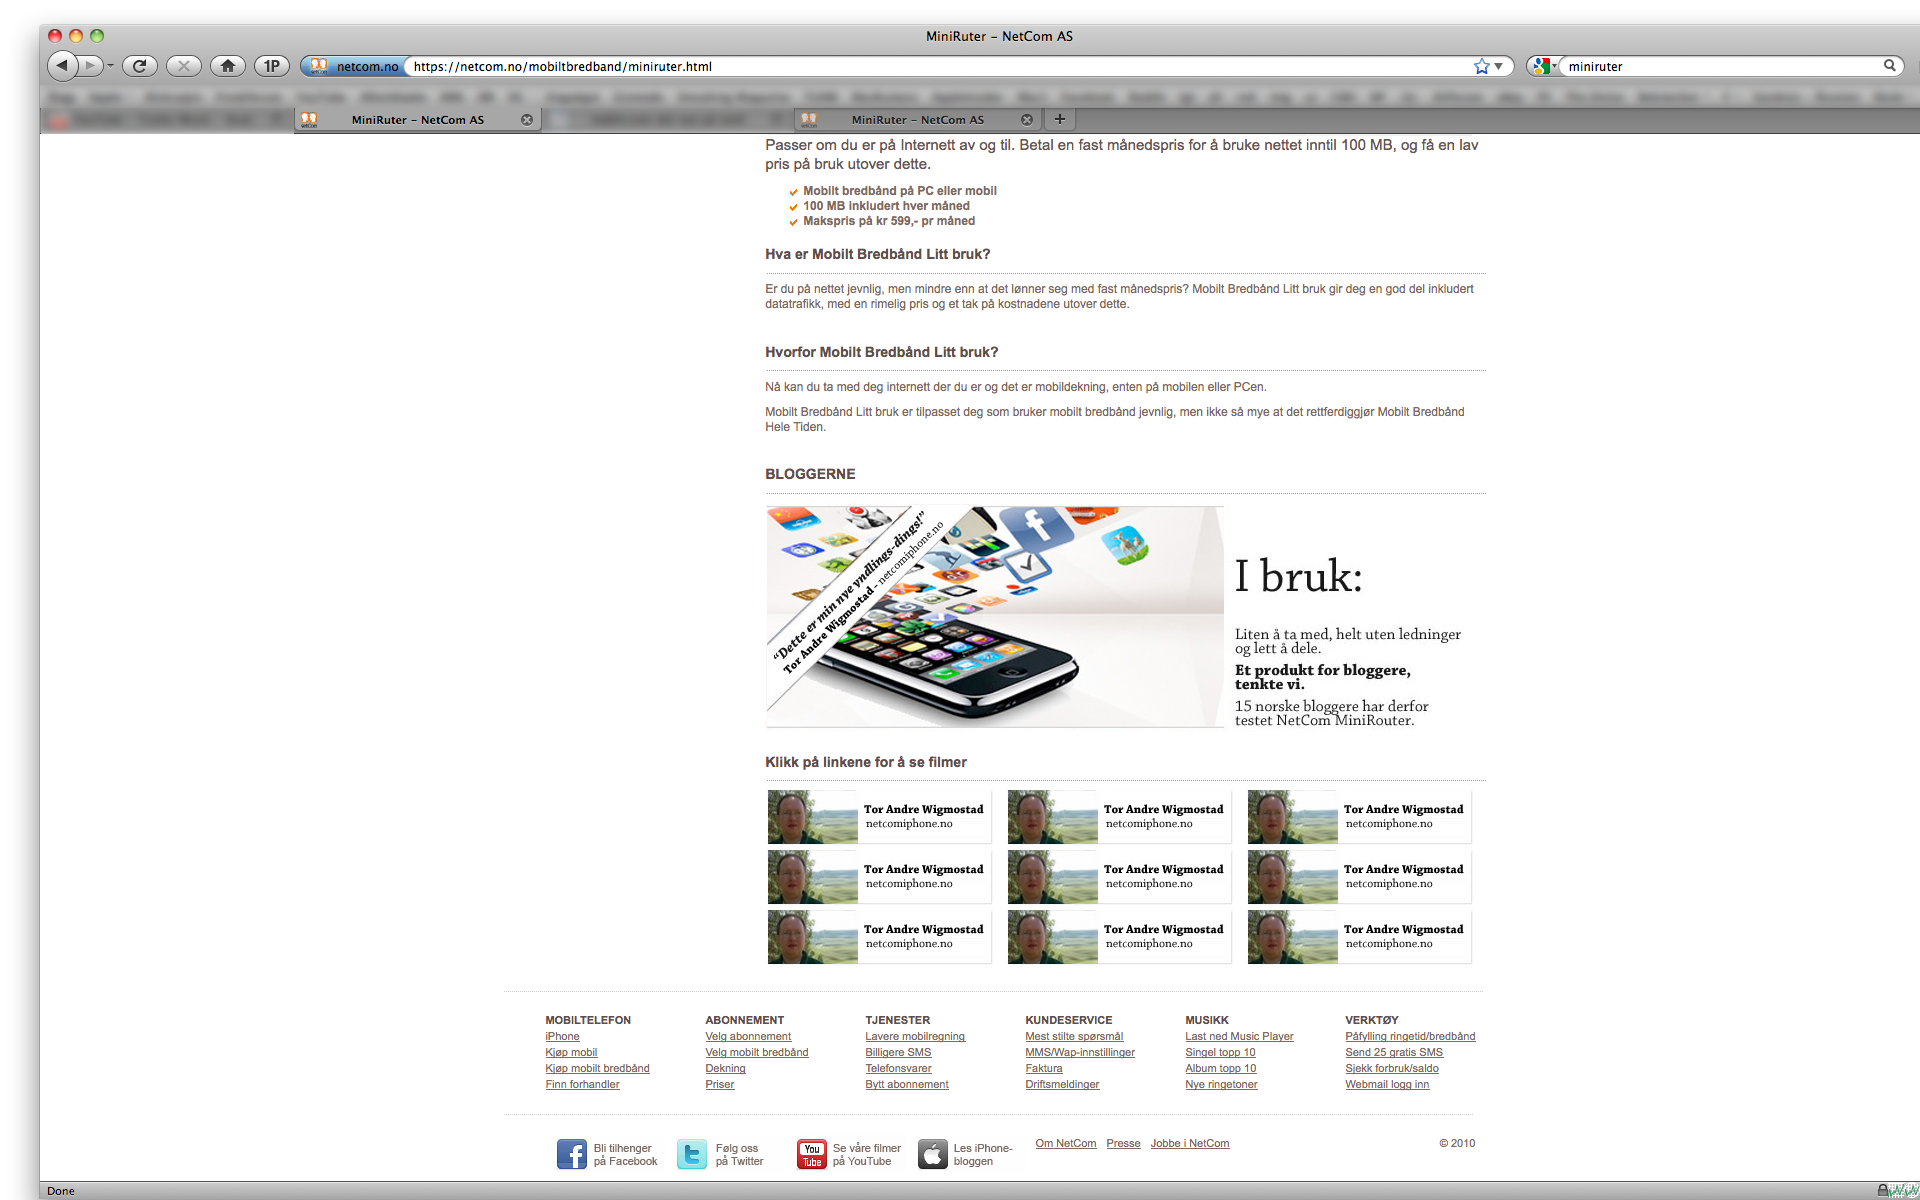 MiniRuter – NetCom AS
1P
netcom.no
https://netcom.no/mobiltbredband/miniruter.html
miniruter
MiniRuter – NetCom AS
MiniRuter – NetCom AS
Passer om du er på Internett av og til. Betal en fast månedspris for å bruke nettet inntil 100 MB, og få en lav
pris på bruk utover dette.
Mobilt bredbånd på PC eller mobil
100 MB inkludert hver måned
Makspris på kr 599,- pr måned
Hva er Mobilt Bredbånd Litt bruk?
Er du på nettet jevnlig, men mindre enn at det lønner seg med fast månedspris? Mobilt Bredbånd Litt bruk gir deg en god del inkludert
datatrafikk, med en rimelig pris og et tak på kostnadene utover dette.
Hvorfor Mobilt Bredbånd Litt bruk?
Nå kan du ta med deg internett der du er og det er mobildekning, enten på mobilen eller PCen.
Mobilt Bredbånd Litt bruk er tilpasset deg som bruker mobilt bredbånd jevnlig, men ikke så mye at det rettferdiggjør Mobilt Bredbånd
Hele Tiden.
BLOGGERNE
"Dette er min nye yndlings-dings!"
Tor Andre Wigmostad - netcomiphone.no
I bruk:
Liten å ta med, helt uten ledninger
og lett å dele.
Et produkt for bloggere,
tenkte vi.
15 norske bloggere har derfor
testet NetCom MiniRouter.
Klikk på linkene for å se filmer
Tor Andre Wigmostad
netcomiphone.no
Tor Andre Wigmostad
netcomiphone.no
Tor Andre Wigmostad
netcomiphone.no
Tor Andre Wigmostad
netcomiphone.no
Tor Andre Wigmostad
netcomiphone.no
Tor Andre Wigmostad
netcomiphone.no
Tor Andre Wigmostad
netcomiphone.no
Tor Andre Wigmostad
netcomiphone.no
Tor Andre Wigmostad
netcomiphone.no
MOBILTELEFON
iPhone
Kjøp mobil
Kjøp mobilt bredbånd
Finn forhandler
ABONNEMENT
Velg abonnement
Velg mobilt bredbånd
Dekning
Priser
TJENESTER
Lavere mobilregning
Billigere SMS
Telefonsvarer
Bytt abonnement
KUNDESERVICE
Mest stilte spørsmål
MMS/Wap-innstillinger
Faktura
Driftsmeldinger
MUSIKK
Last ned Music Player
Singel topp 10
Album topp 10
Nye ringetoner
VERKTØY
Påfylling ringetid/bredbånd
Send 25 gratis SMS
Sjekk forbruk/saldo
Webmail logg inn
Bli tilhenger
på Facebook
Følg oss
på Twitter
You
Tube
Se våre filmer
på YouTube
Les iPhone-
bloggen
Om NetCom Presse Jobbe i NetCom
© 2010
Done